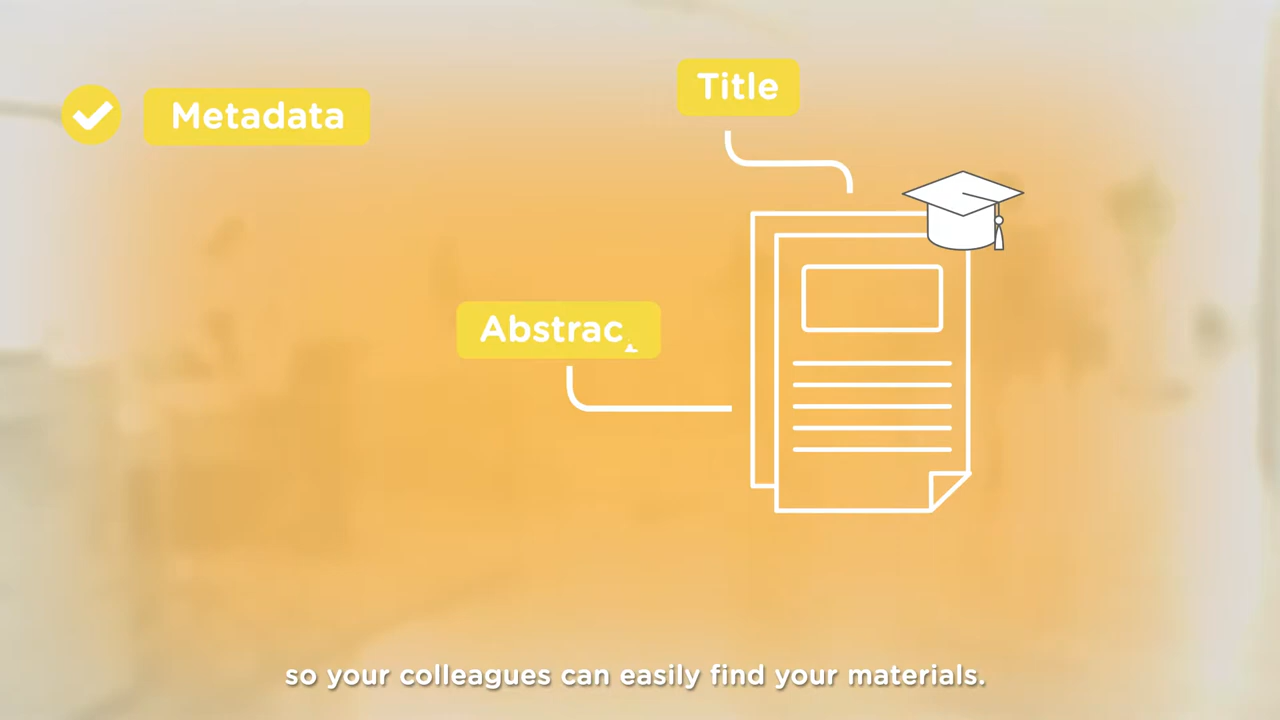 Title
Metadata
Abstrac
so your colleagues can easily find your materials.